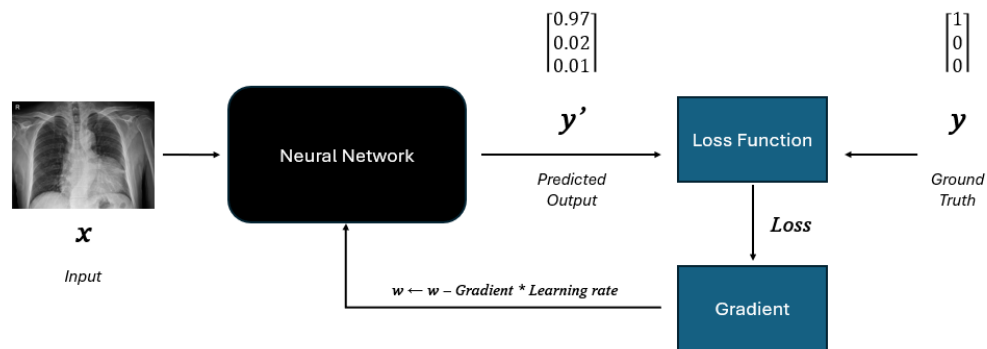 [0.97
0.02
0.01]
[1
0
0]
R
Neural Network
y’
Predicted
Output
Loss Function
y
Ground
Truth
x
Input
Loss
w ← w – Gradient * Learning rate
Gradient